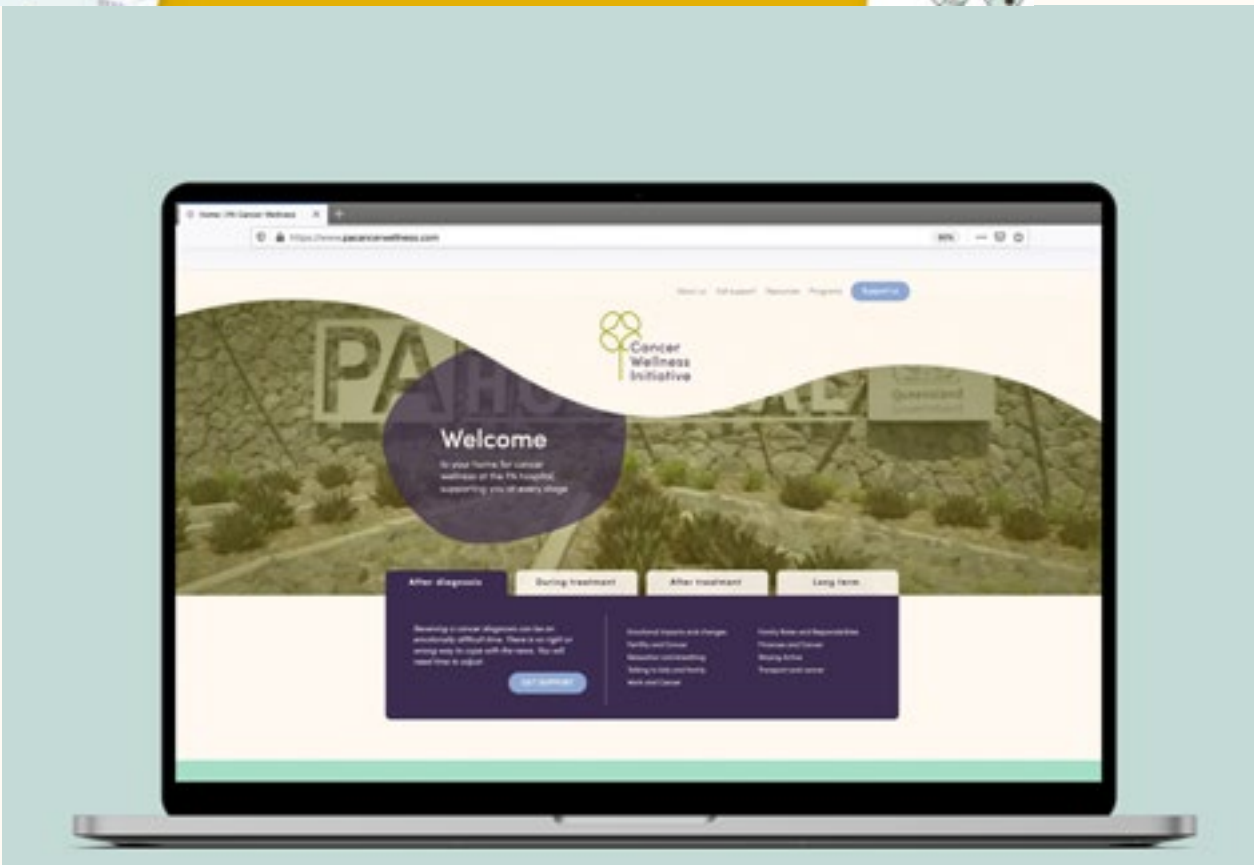 Home | PA Cancer Wellness
https://www.pacancerwellness.com
90%
About us Get support Resources Programs Support us
Cancer
Wellness
Initiative
PA HOSPITAL
Queensland
Welcome
to your home for cancer
wellness at the PA hospital,
supporting you at every stage
After diagnosis During treatment After treatment Long term
Receiving a cancer diagnosis can be an
emotionally difficult time. There is no right or
wrong way to cope with the news. You will
need time to adjust
GET SUPPORT
Emotional impacts and changes
Fertility and Cancer
Relaxation and breathing
Talking to kids and family
Work and Cancer
Family Roles and Responsibilities
Finances and Cancer
Staying Active
Transport and cancer